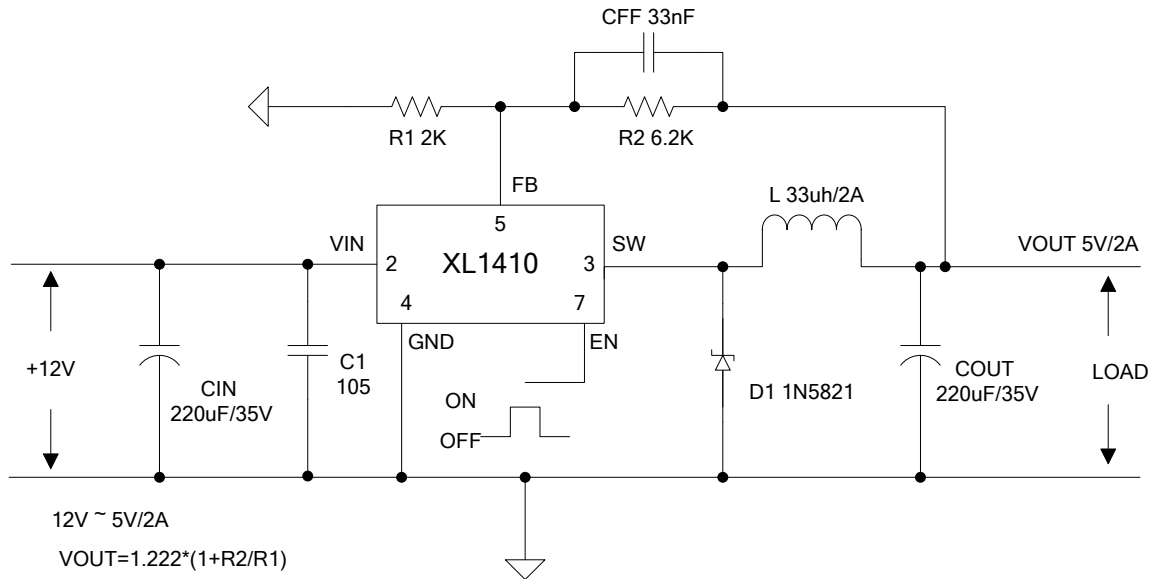 CFF 33nF
R1 2K
R2 6.2K
FB
L 33uh/2A
5
VIN
SW
VOUT 5V/2A
2
XL1410
3
4
7
GND
EN
+12V
C1
105
CIN
220uF/35V
ON
OFF
D1 1N5821
COUT
220uF/35V
LOAD
12V ~ 5V/2A
VOUT=1.222*(1+R2/R1)